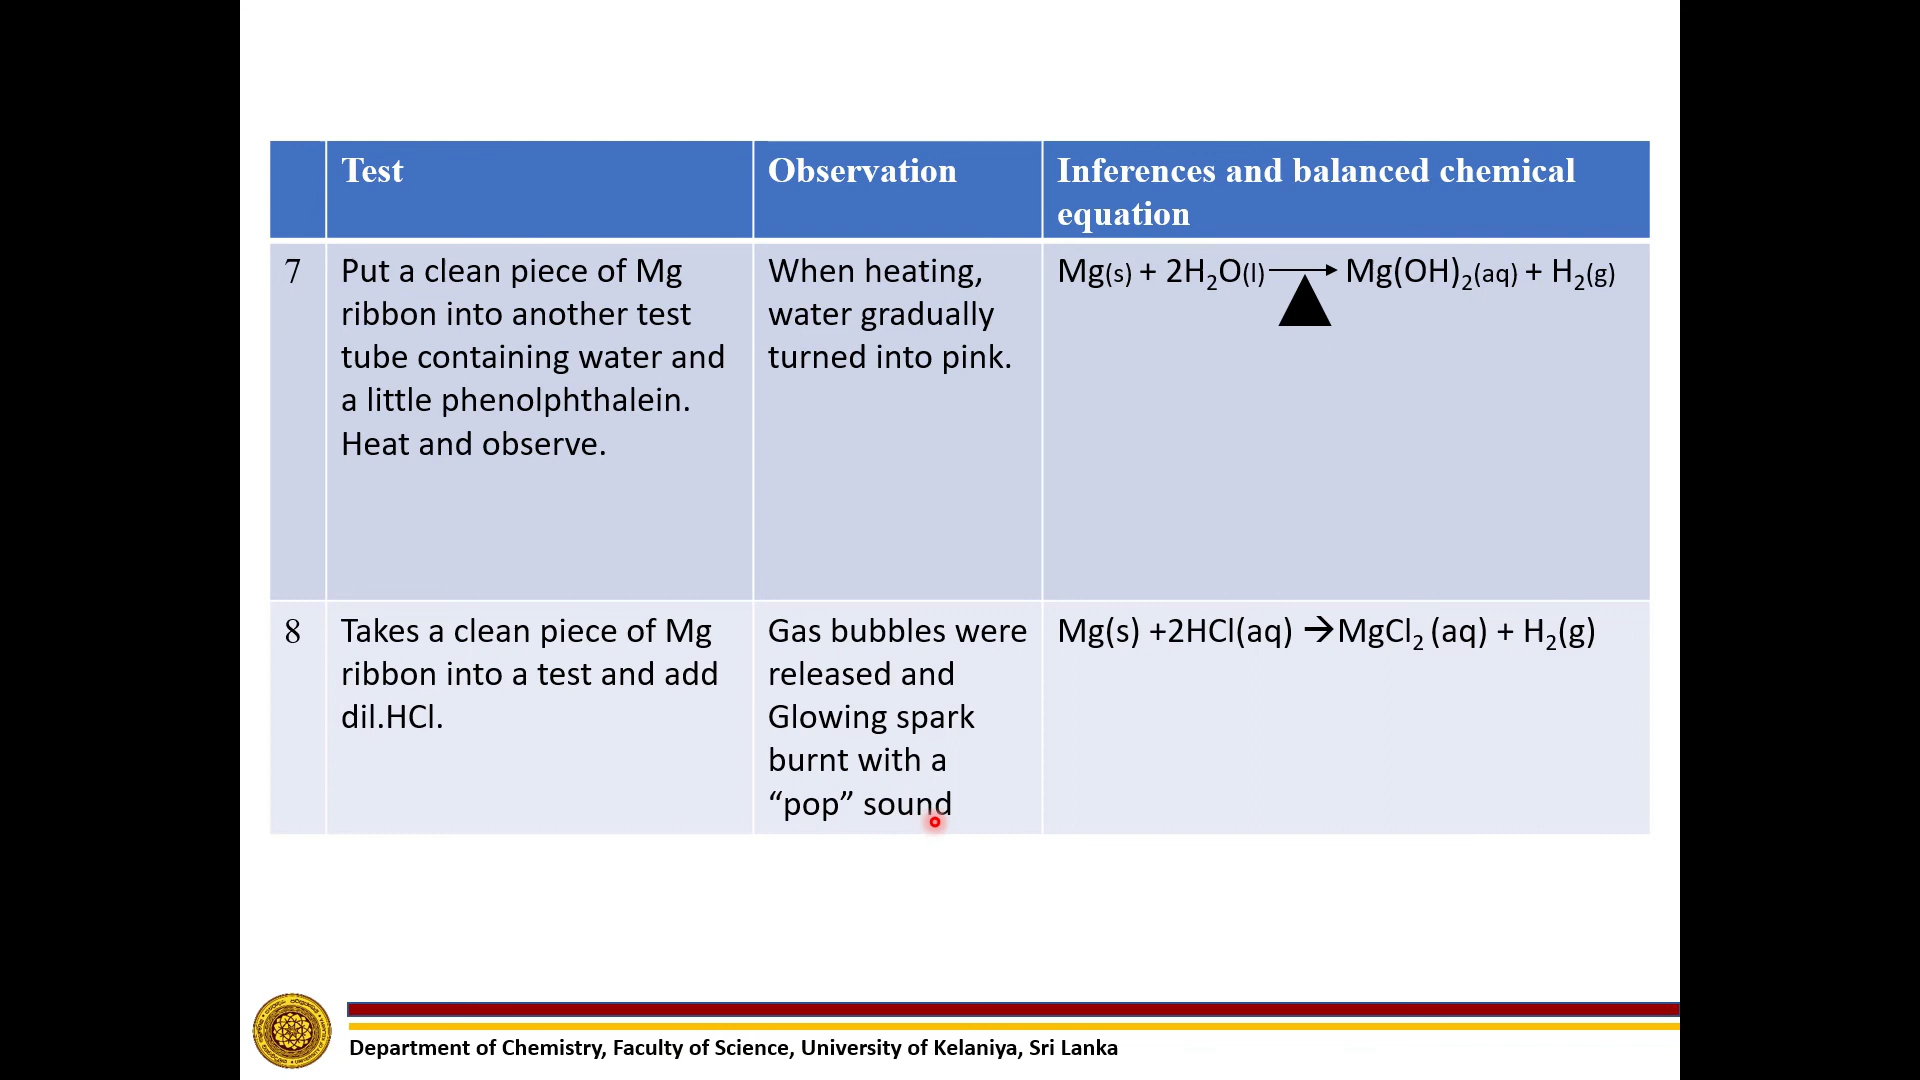 Test
Observation
Inferences and balanced chemical
equation
7
Put a clean piece of Mg
ribbon into another test
tube containing water and
a little phenolphthalein.
Heat and observe.
When heating,
water gradually
turned into pink.
Mg(s) + 2H₂O(l) ⟶ Mg(OH)₂(aq) + H₂(g)
8
Takes a clean piece of Mg
ribbon into a test and add
dil.HCl.
Gas bubbles were
released and
Glowing spark
burnt with a
“pop” sound
Mg(s) +2HCl(aq) →MgCl₂ (aq) + H₂(g)
Department of Chemistry, Faculty of Science, University of Kelaniya, Sri Lanka